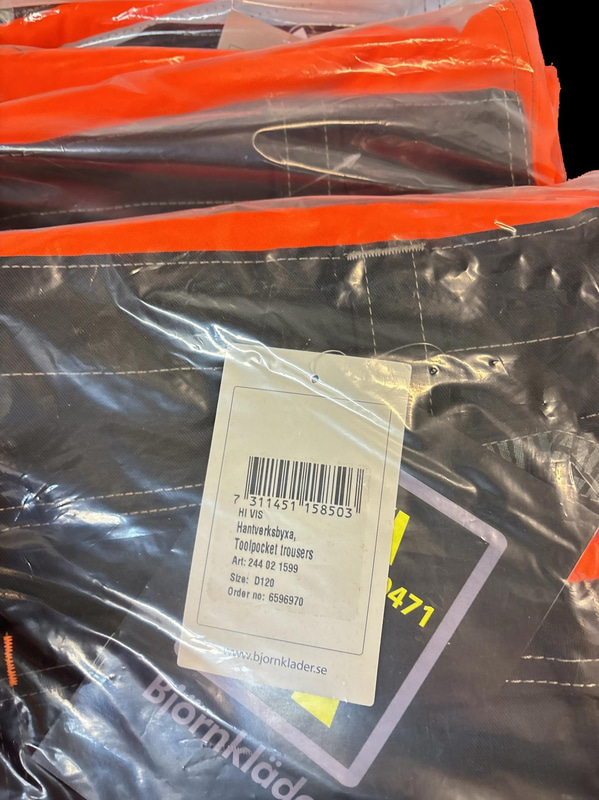 7 311451 158503
HI VIS
Hantverksbyxa,
Toolpocket trousers
Art: 244 02 1599
Size: D120
Order no: 6596970
www.bjornklader.se
471
Björnkläde